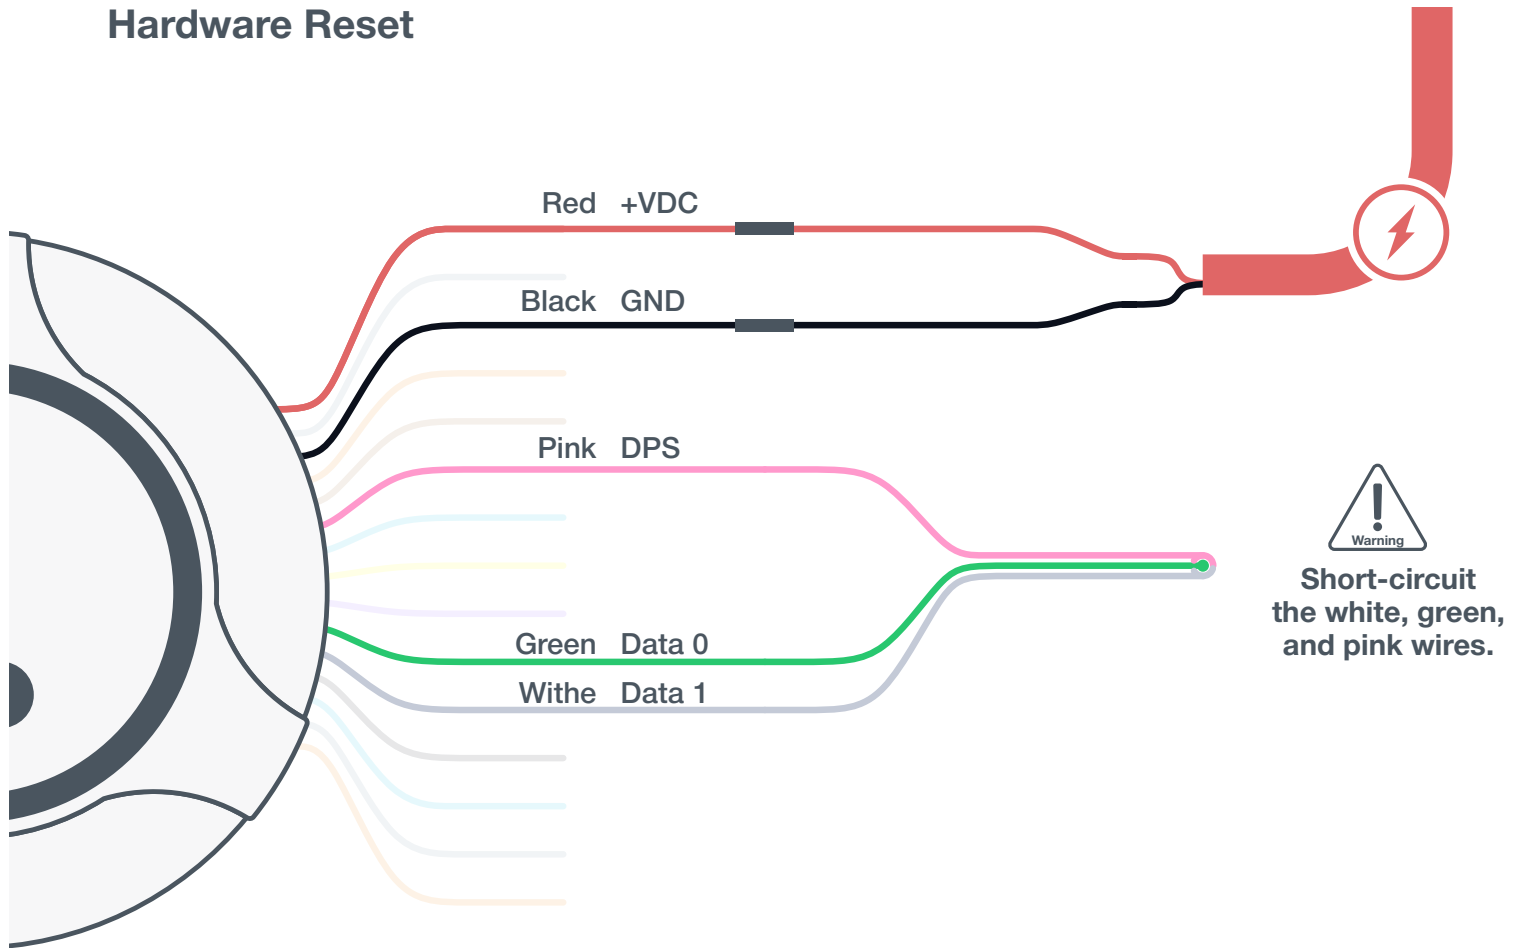 Hardware Reset
Red +VDC
Black GND
Pink DPS
Green Data 0
Withe Data 1
Warning
Short-circuit
the white, green,
and pink wires.